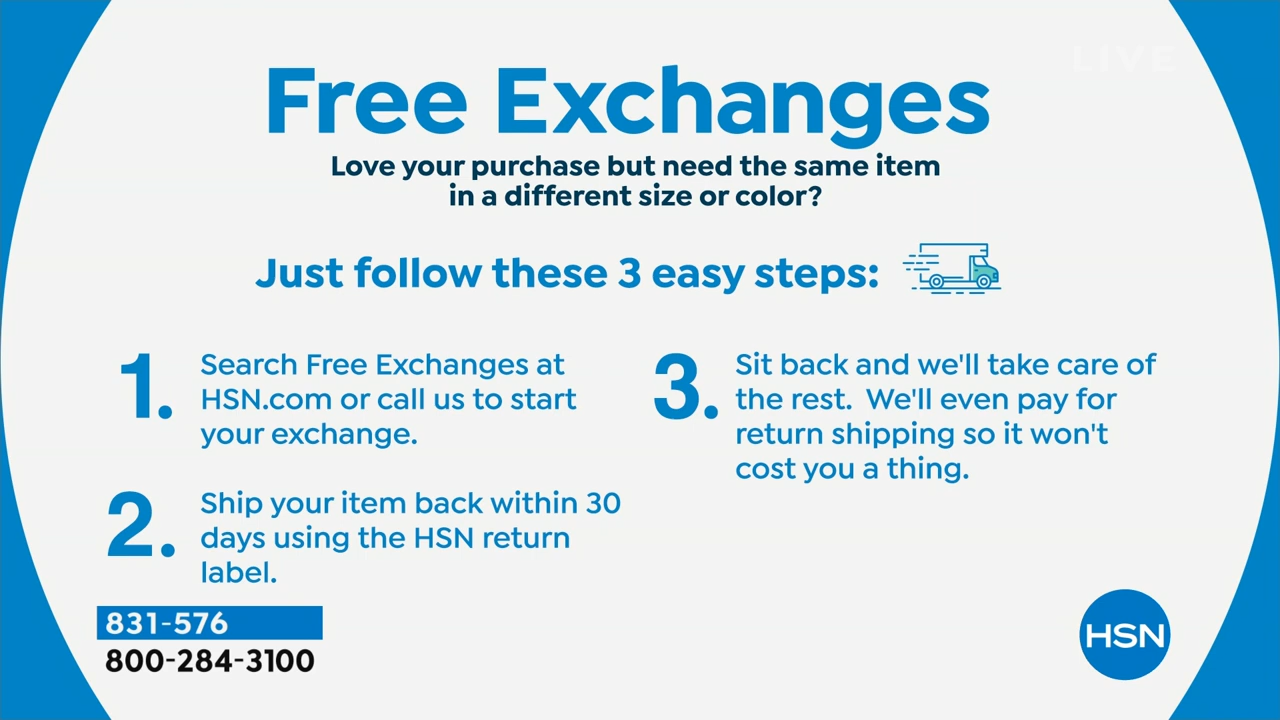 LIVE
Free Exchanges
Love your purchase but need the same item
in a different size or color?
Just follow these 3 easy steps:
1. Search Free Exchanges at
HSN.com or call us to start
your exchange.
2. Ship your item back within 30
days using the HSN return
label.
3. Sit back and we'll take care of
the rest. We'll even pay for
return shipping so it won't
cost you a thing.
831-576
800-284-3100
HSN